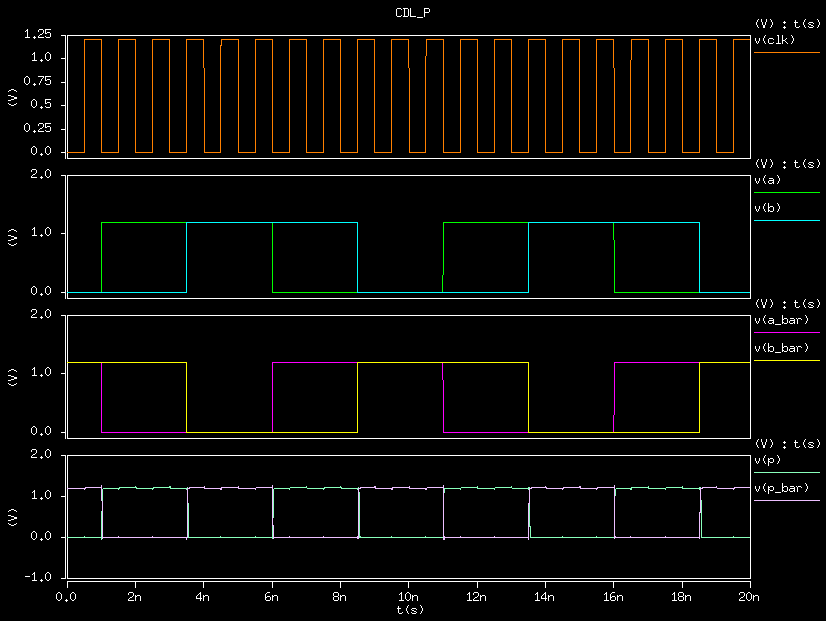 CDL_P
(V) : t(s)
v(clk)
1.25
1.0
0.75
0.5
0.25
0.0
(V)
(V) : t(s)
v(a)
v(b)
2.0
1.0
0.0
(V)
(V) : t(s)
v(a_bar)
v(b_bar)
2.0
1.0
0.0
(V)
(V) : t(s)
v(p)
v(p_bar)
2.0
1.0
0.0
-1.0
(V)
0.0 2n 4n 6n 8n 10n 12n 14n 16n 18n 20n
t(s)